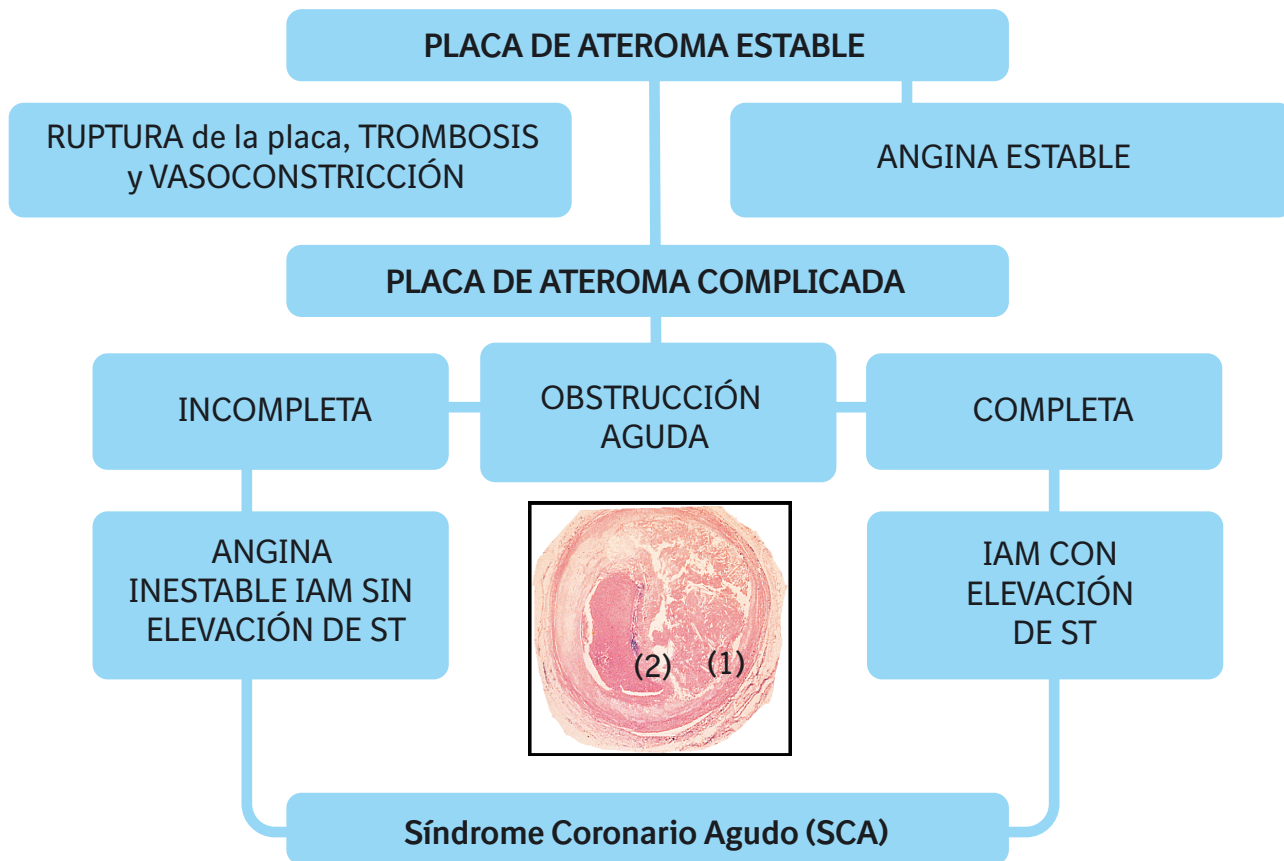 PLACA DE ATEROMA ESTABLE
RUPTURA de la placa, TROMBOSIS
y VASOCONSTRICCIÓN
ANGINA ESTABLE
PLACA DE ATEROMA COMPLICADA
INCOMPLETA
OBSTRUCCIÓN
AGUDA
COMPLETA
ANGINA
INESTABLE IAM SIN
ELEVACIÓN DE ST
(2)
(1)
IAM CON
ELEVACIÓN
DE ST
Síndrome Coronario Agudo (SCA)